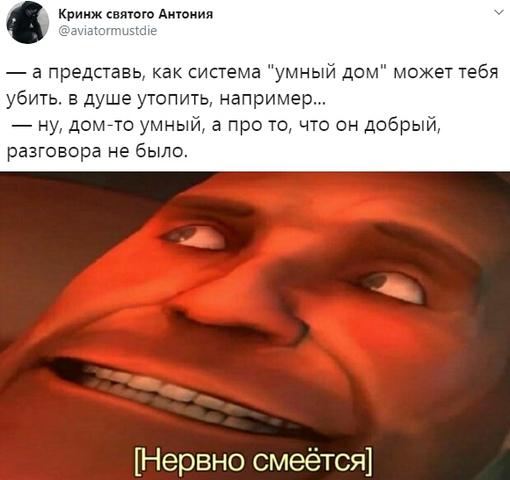 Кринж святого Антония
@aviatormustdie
— а представь, как система "умный дом" может тебя
убить. в душе утопить, например...
— ну, дом-то умный, а про то, что он добрый,
разговора не было.
[Нервно смеётся]